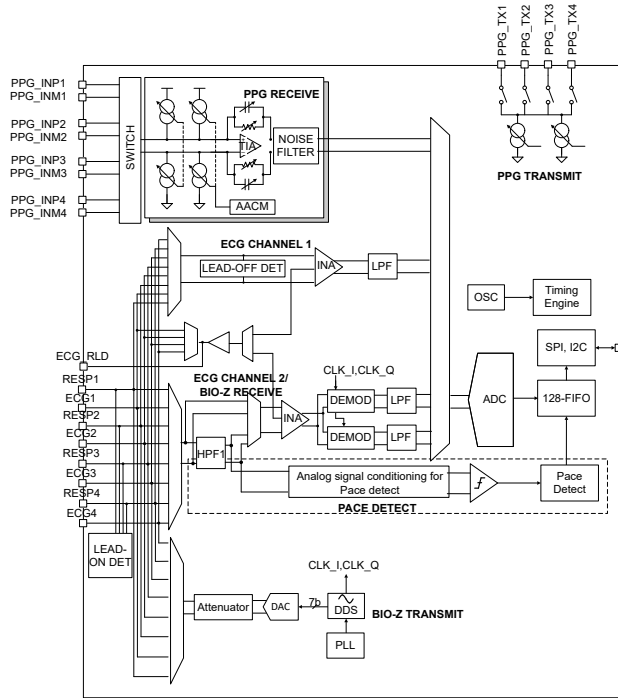 PPG_TX1
PPG_TX2
PPG_TX3
PPG_TX4
PPG_INP1
PPG_INM1
PPG_INP2
PPG_INM2
PPG_INP3
PPG_INM3
PPG_INP4
PPG_INM4
SWITCH
PPG RECEIVE
TIA
NOISE
FILTER
AACM
PPG TRANSMIT
ECG CHANNEL 1
LEAD-OFF DET
INA
LPF
OSC
Timing
Engine
SPI, I2C
128-FIFO
ADC
ECG_RLD
RESP1
ECG1
RESP2
ECG2
RESP3
ECG3
RESP4
ECG4
ECG CHANNEL 2/
BIO-Z RECEIVE
CLK_I,CLK_Q
INA
DEMOD
LPF
DEMOD
LPF
HPF1
Analog signal conditioning for
Pace detect
Pace
Detect
PACE DETECT
LEAD-
ON DET
CLK_I,CLK_Q
Attenuator
DAC
7b
DDS
BIO-Z TRANSMIT
PLL